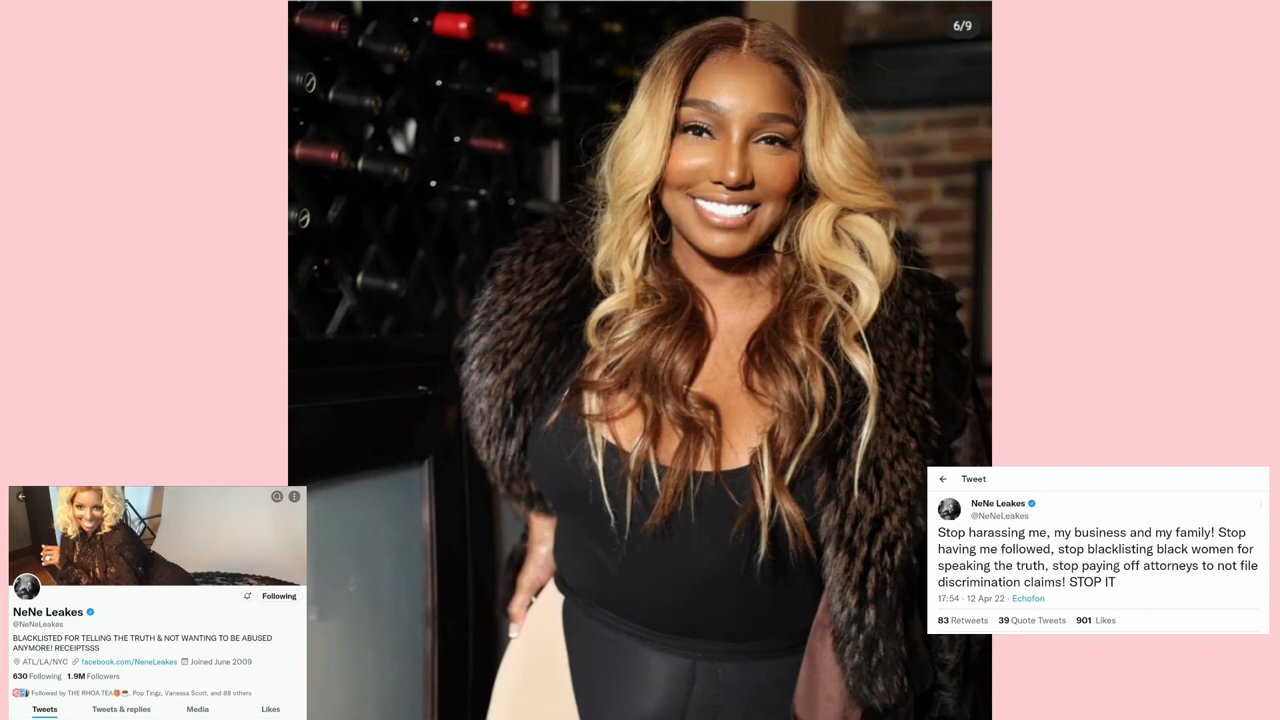 6/9
NeNe Leakes
@NeNeLeakes
Following
BLACKLISTED FOR TELLING THE TRUTH & NOT WANTING TO BE ABUSED
ANYMORE! RECEIPTSSS
ATL/LA/NYC facebook.com/NeneLeakes Joined June 2009
630 Following 1.9M Followers
Followed by THE RHOA TEA🍑☕, Pop Tingz, Vanessa Scott, and 88 others
Tweets Tweets & replies Media Likes
Tweet
NeNe Leakes
@NeNeLeakes
Stop harassing me, my business and my family! Stop
having me followed, stop blacklisting black women for
speaking the truth, stop paying off attorneys to not file
discrimination claims! STOP IT
17:54 · 12 Apr 22 · Echofon
83 Retweets 39 Quote Tweets 901 Likes